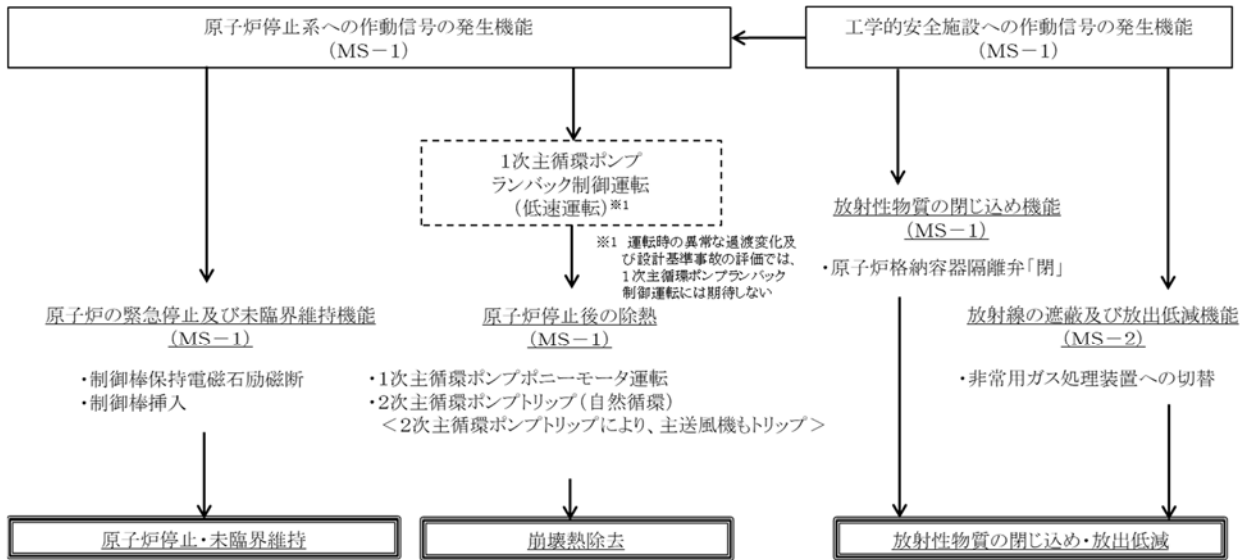 原子炉停止系への作動信号の発生機能
(MS-1)
工学的安全施設への作動信号の発生機能
(MS-1)
1次主循環ポンプ
ランバック制御運転
(低速運転)※1
※1 運転時の異常な過渡変化及
び設計基準事故の評価では、
1次主循環ポンプランバック
制御運転には期待しない
放射性物質の閉じ込め機能
(MS-1)
・原子炉格納容器隔離弁「閉」
原子炉の緊急停止及び未臨界維持機能
(MS-1)
・制御棒保持電磁石励磁断
・制御棒挿入
原子炉停止後の除熱
(MS-1)
・1次主循環ポンプポニーモータ運転
・2次主循環ポンプトリップ(自然循環)
<2次主循環ポンプトリップにより、主送風機もトリップ>
放射線の遮蔽及び放出低減機能
(MS-2)
・非常用ガス処理装置への切替
原子炉停止・未臨界維持
崩壊熱除去
放射性物質の閉じ込め・放出低減